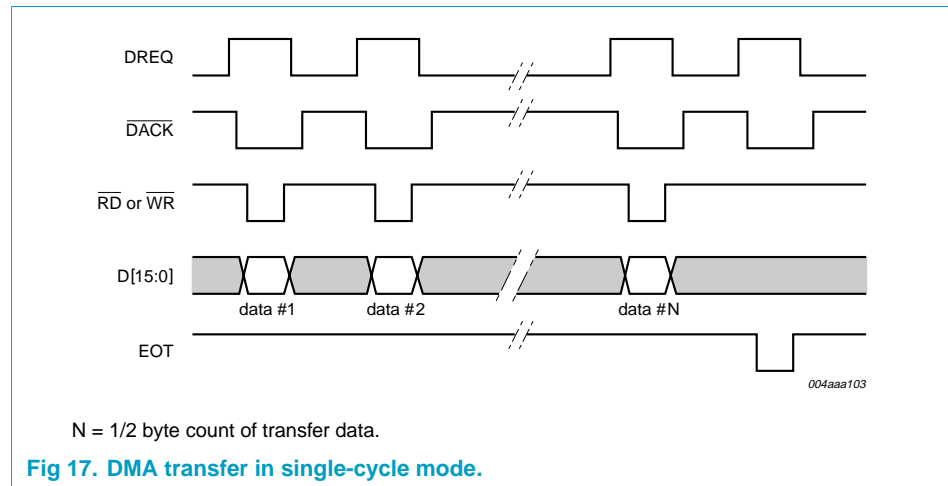 DREQ
DACK
RD or WR
D[15:0]
data #1 data #2 data #N
EOT
004aaa103
N = 1/2 byte count of transfer data.
Fig 17. DMA transfer in single-cycle mode.